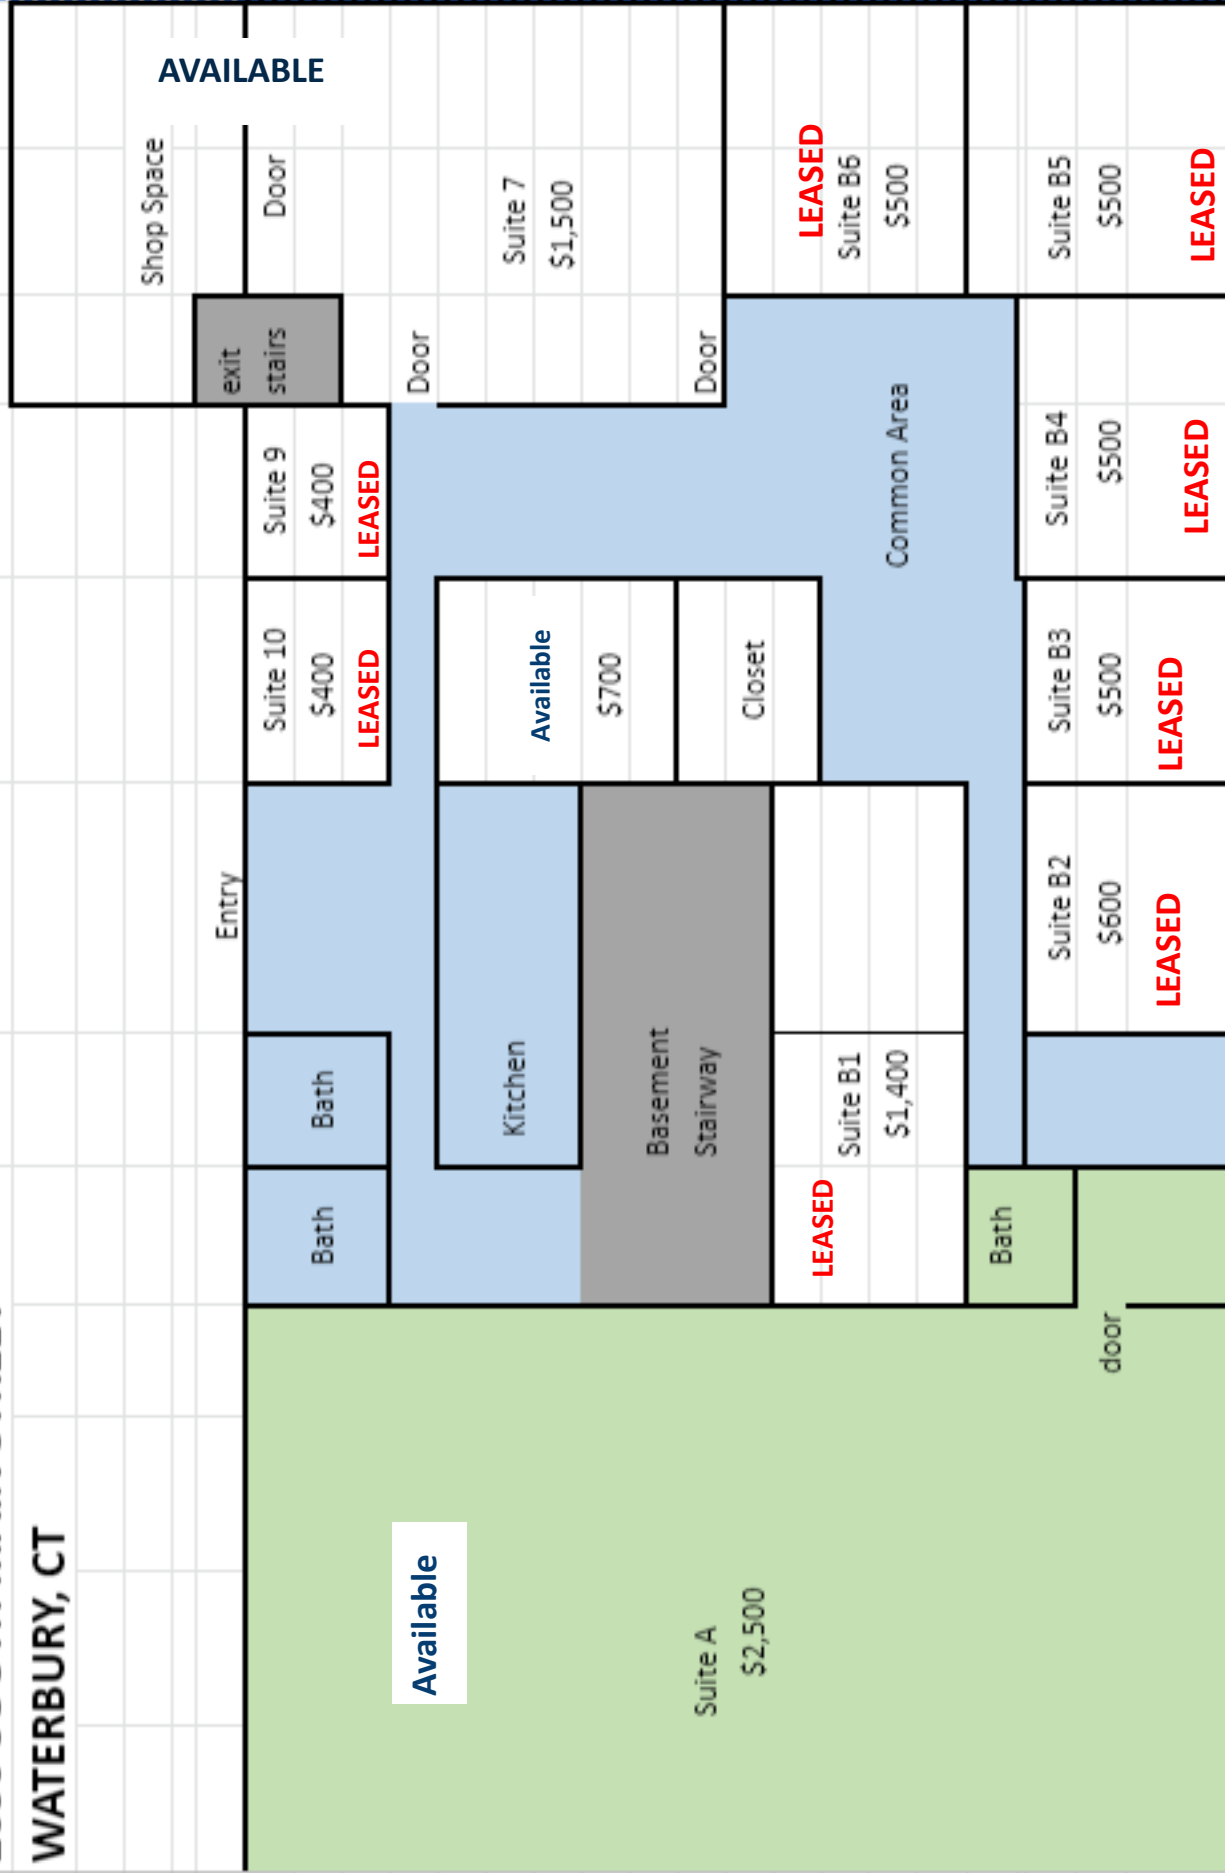 WATERBURY, CT
AVAILABLE
Shop Space
Door
Suite 7
$1,500
exit
stairs
Door
Door
LEASED
Suite B6
$500
Suite B5
$500
LEASED
Suite 9
$400
LEASED
Suite 10
$400
LEASED
Available
$700
Closet
Common Area
Suite B4
$500
LEASED
Suite B3
$500
LEASED
Entry
Kitchen
Basement
Stairway
Suite B1
$1,400
LEASED
Suite B2
$600
LEASED
Bath
Bath
Bath
door
Available
Suite A
$2,500